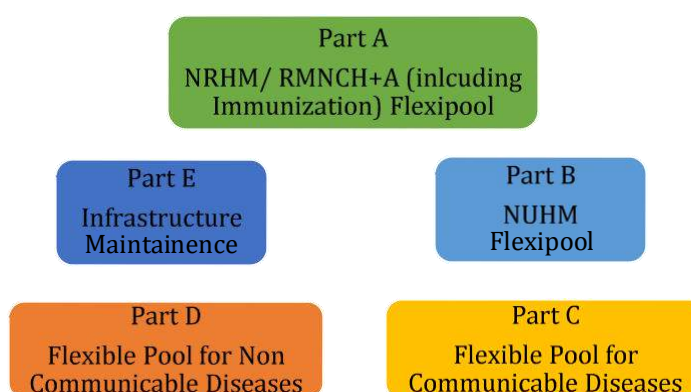 Part A
NRHM/ RMNCH+A (inlcuding
Immunization) Flexipool
Part E
Infrastructure
Maintainence
Part B
NUHM
Flexipool
Part D
Flexible Pool for Non
Communicable Diseases
Part C
Flexible Pool for
Communicable Diseases